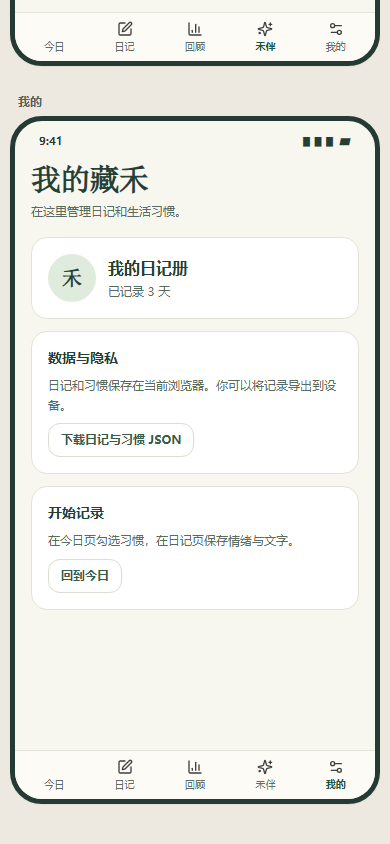 今日 日记 回顾 禾伴 我的
我的
9:41
我的藏禾
在这里管理日记和生活习惯。
禾
我的日记册
已记录 3 天
数据与隐私
日记和习惯保存在当前浏览器。你可以将记录导出到设
备。
下载日记与习惯 JSON
开始记录
在今日页勾选习惯，在日记页保存情绪与文字。
回到今日
今日 日记 回顾 禾伴 我的